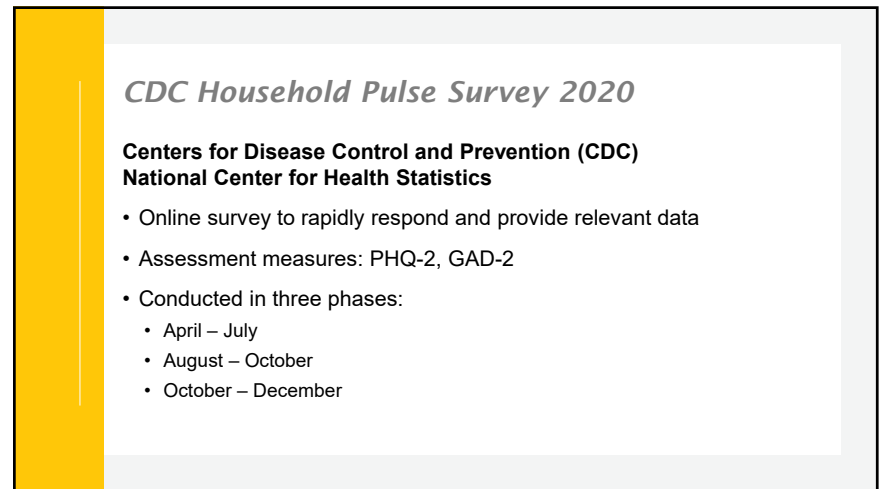 CDC Household Pulse Survey 2020
Centers for Disease Control and Prevention (CDC)
National Center for Health Statistics
• Online survey to rapidly respond and provide relevant data
• Assessment measures: PHQ-2, GAD-2
• Conducted in three phases:
• April – July
• August – October
• October – December